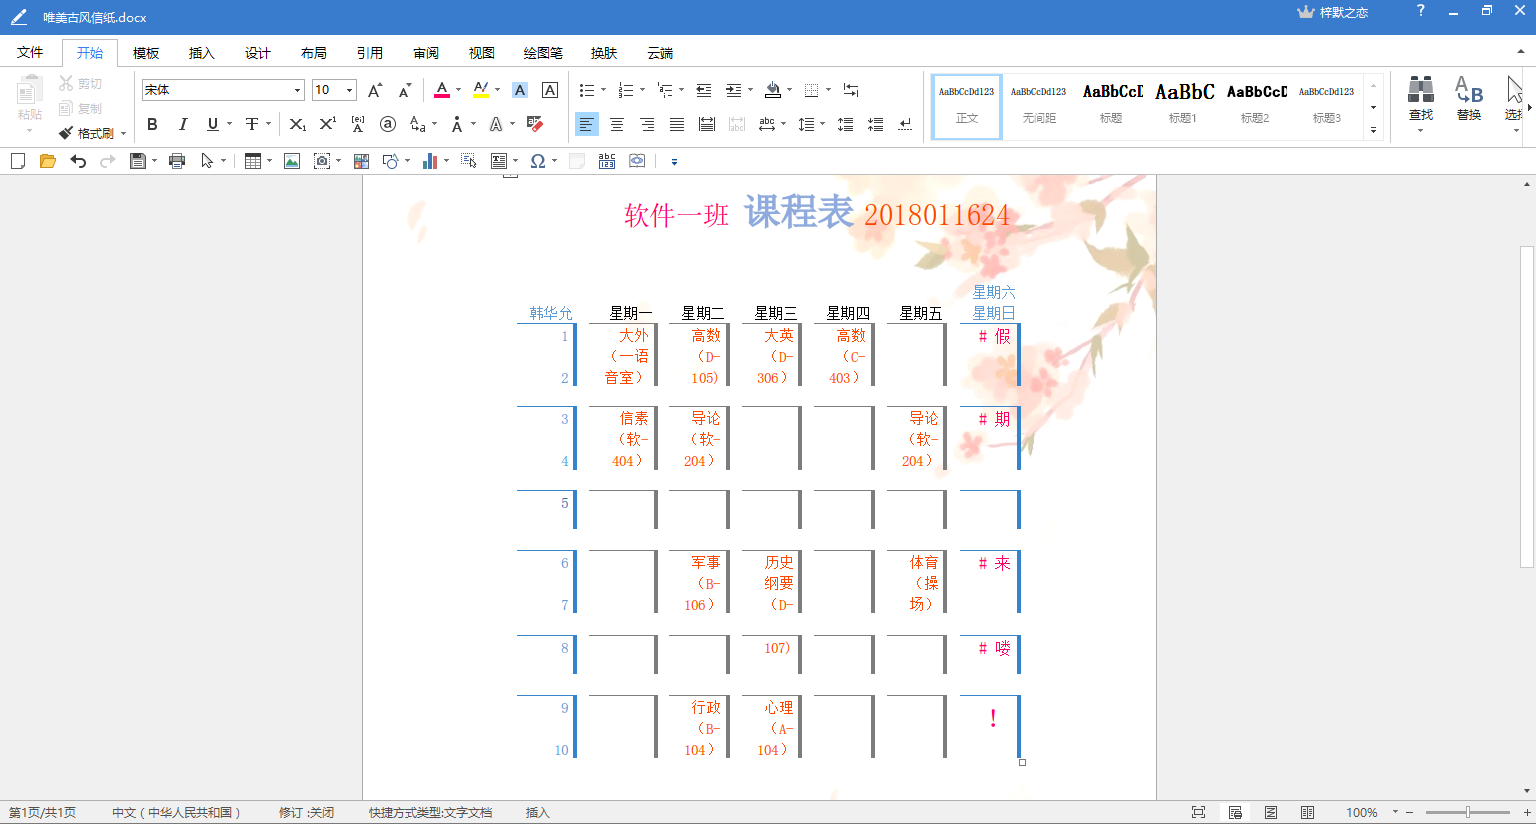 唯美古风信纸.docx
梓默之恋
?
文件 开始 模板 插入 设计 布局 引用 审阅 视图 绘图笔 换肤 云端
粘贴
剪切
复制
格式刷
宋体
10
AaBbCcDd123 正文
AaBbCcDd123 无间距
AaBbCcD 标题
AaBbC 标题1
AaBbCcD 标题2
AaBbCcDd123 标题3
查找
替换
选择
软件一班 课程表 2018011624
韩华允 星期一 星期二 星期三 星期四 星期五 星期六 星期日
1
2
大外（一语音室）
高数（D-105）
大英（D-306）
高数（C-403）
# 假
3
4
信素（软-404）
导论（软-204）
导论（软-204）
# 期
5
6
7
军事（B-106）
历史纲要（D-
体育（操场）
# 来
8
107)
# 喽
9
10
行政（B-104）
心理（A-104）
！
第1页/共1页 中文（中华人民共和国） 修订 :关闭 快捷方式类型:文字文档 插入 100%